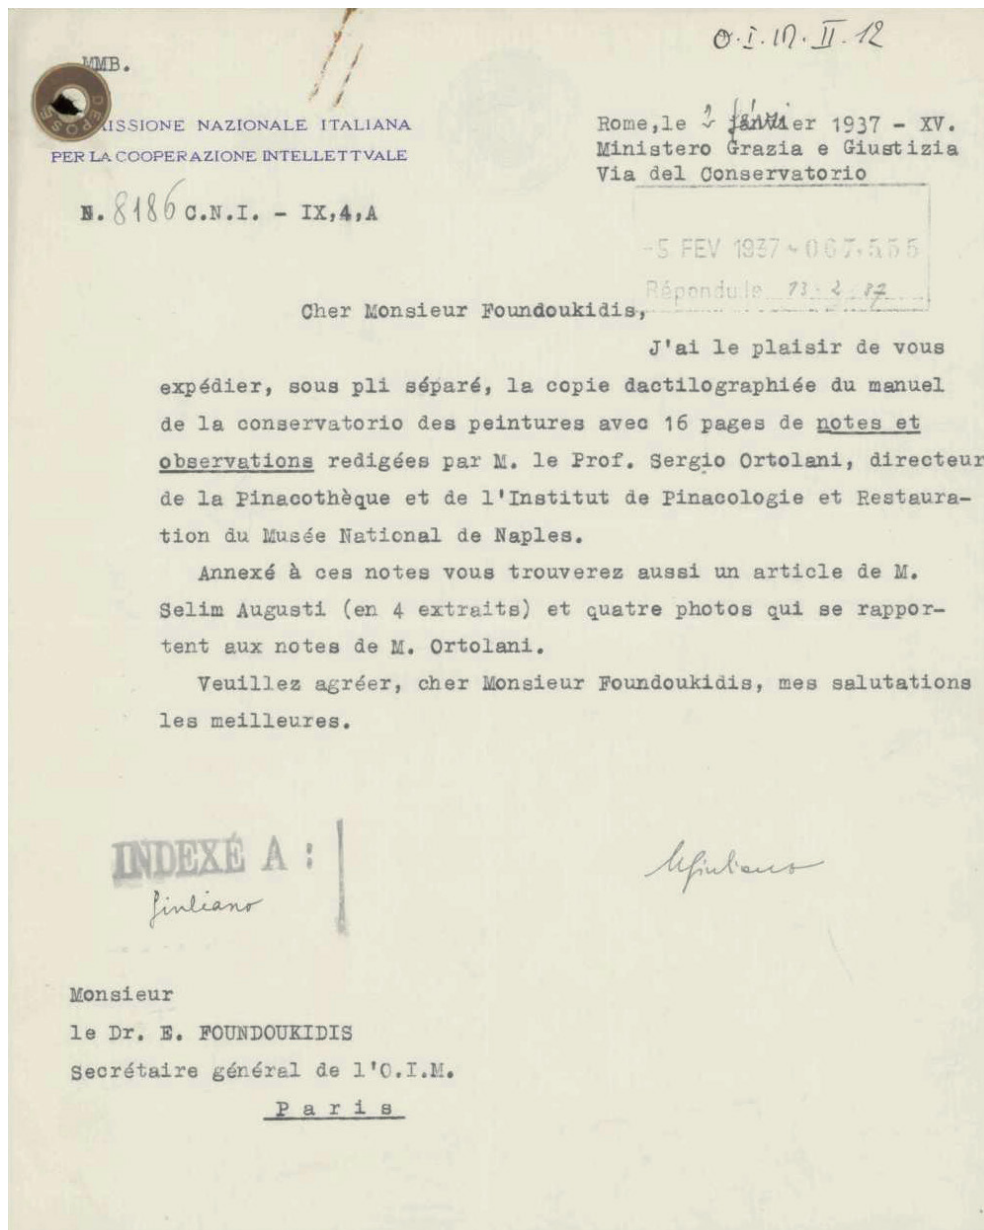 O.I.M. II. 12
MMB.
DEPOSE
ISSIONE NAZIONALE ITALIANA
PER LA COOPERAZIONE INTELLETTVALE
Rome, le 2 février 1937 - XV.
Ministero Grazia e Giustizia
Via del Conservatorio
N. 8186 C.N.I. - IX,4,A
-5 FEV 1937 - 067,555
Répondu le 13.2.37
Cher Monsieur Foundoukidis,
J'ai le plaisir de vous
expédier, sous pli séparé, la copie dactilographiée du manuel
de la conservatorio des peintures avec 16 pages de notes et
observations redigées par M. le Prof. Sergio Ortolani, directeur
de la Pinacothèque et de l'Institut de Pinacologie et Restaura-
tion du Musée National de Naples.
Annexé à ces notes vous trouverez aussi un article de M.
Selim Augusti (en 4 extraits) et quatre photos qui se rappor-
tent aux notes de M. Ortolani.
Veuillez agréer, cher Monsieur Foundoukidis, mes salutations
les meilleures.
INDEXÉ A :
Giuliano
Giuliano
Monsieur
le Dr. E. FOUNDOUKIDIS
Secrétaire général de l'O.I.M.
Paris